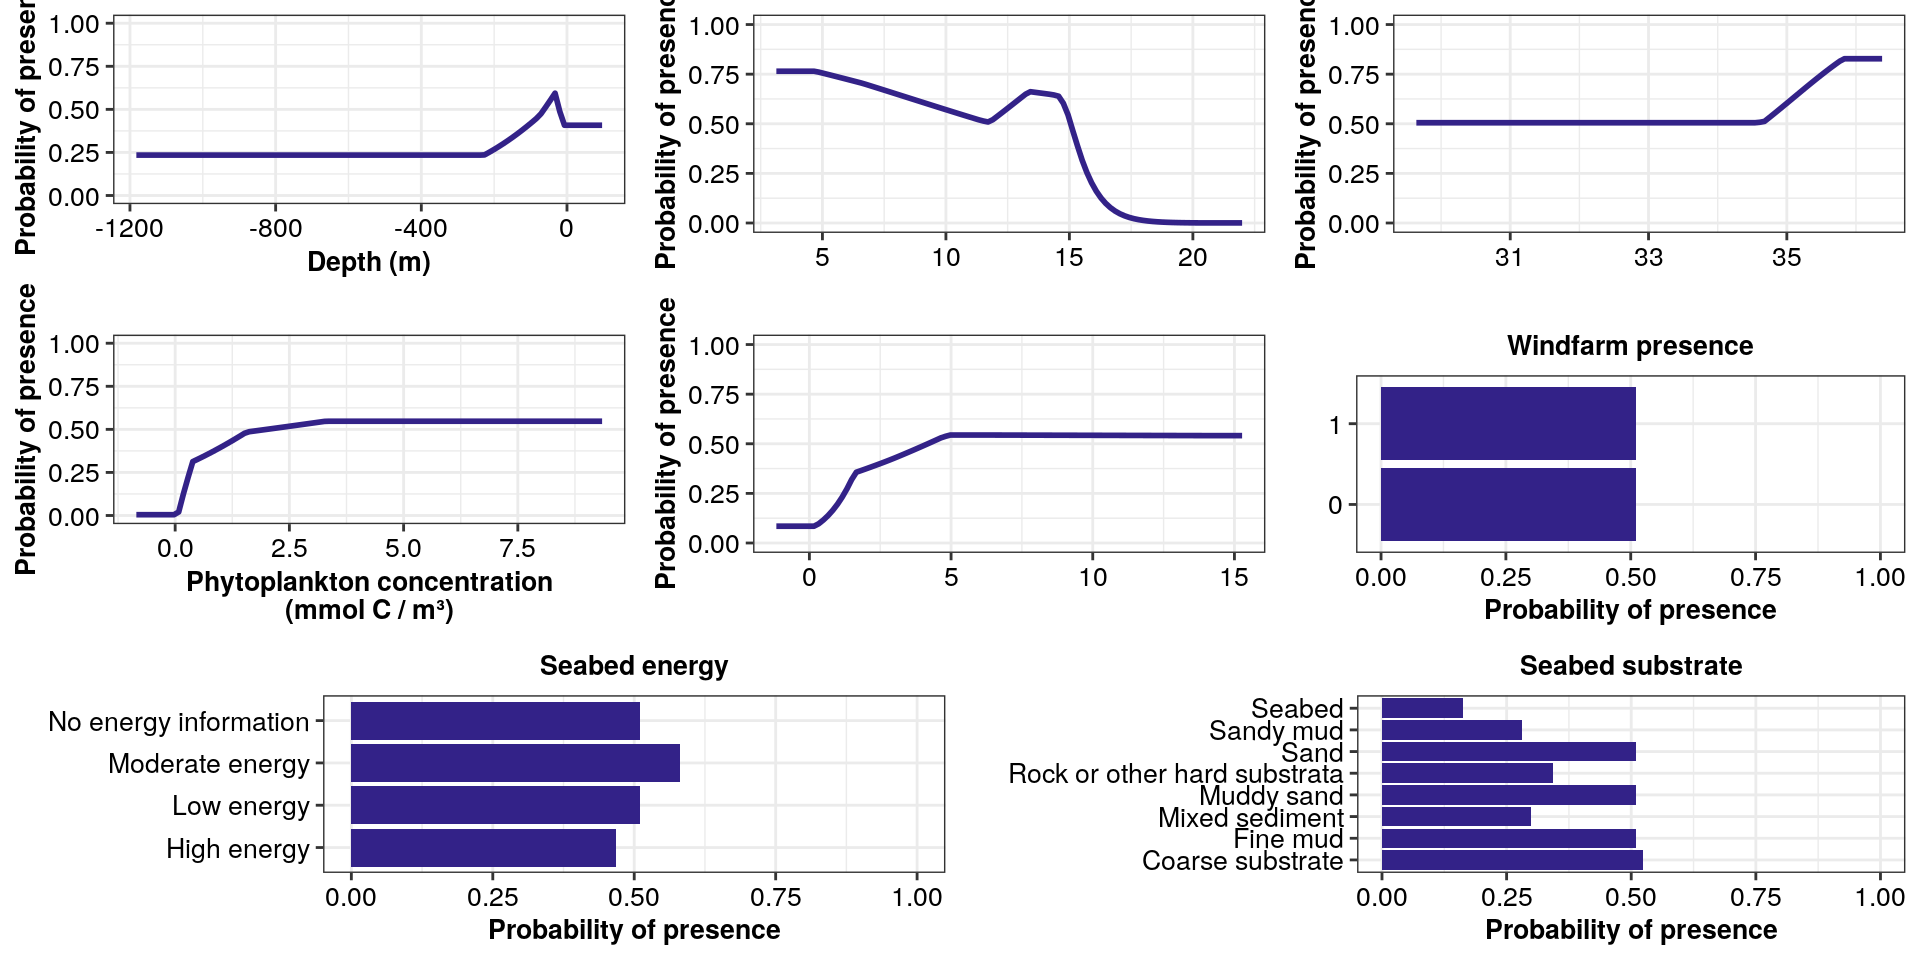 Probability of presen
1.00
0.75
0.50
0.25
0.00
-1200 -800 -400 0
Depth (m)
Probability of presenc
1.00
0.75
0.50
0.25
0.00
5 10 15 20
Probability of presenc
1.00
0.75
0.50
0.25
0.00
31 33 35
Probability of presence
1.00
0.75
0.50
0.25
0.00
0.0 2.5 5.0 7.5
Phytoplankton concentration
(mmol C / m³)
Probability of presence
1.00
0.75
0.50
0.25
0.00
0 5 10 15
Windfarm presence
1
0
0.00 0.25 0.50 0.75 1.00
Probability of presence
Seabed energy
No energy information
Moderate energy
Low energy
High energy
0.00 0.25 0.50 0.75 1.00
Probability of presence
Seabed substrate
Seabed
Sandy mud
Sand
Rock or other hard substrata
Muddy sand
Mixed sediment
Fine mud
Coarse substrate
0.00 0.25 0.50 0.75 1.00
Probability of presence